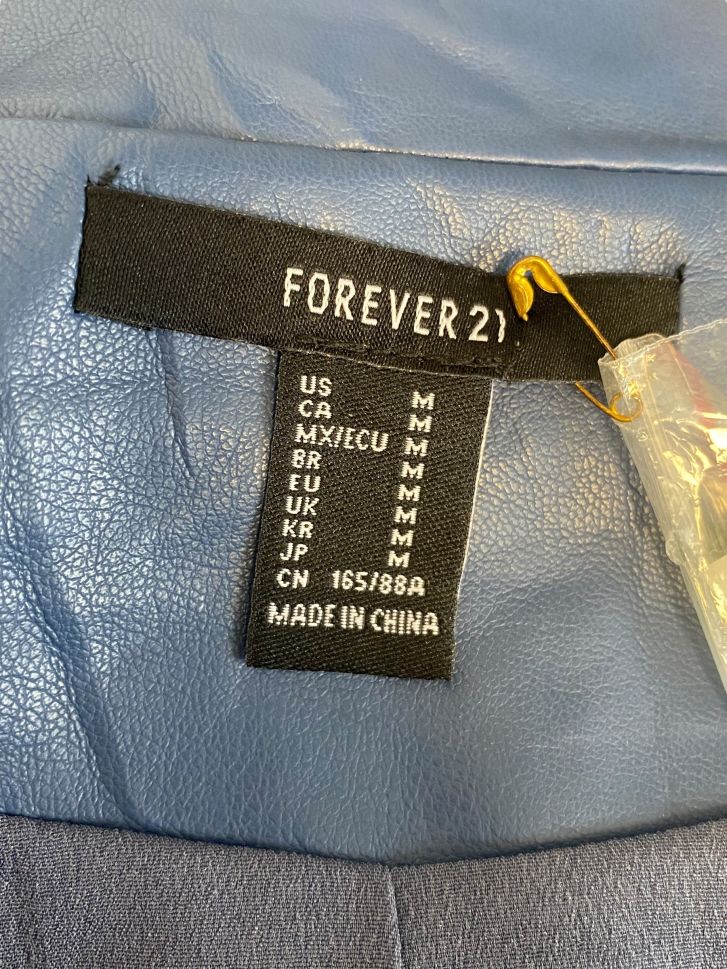 FOREVER 21
US M
CA M
MX/ECU M
BR M
EU M
UK M
KR M
JP M
CN 165/88A
MADE IN CHINA